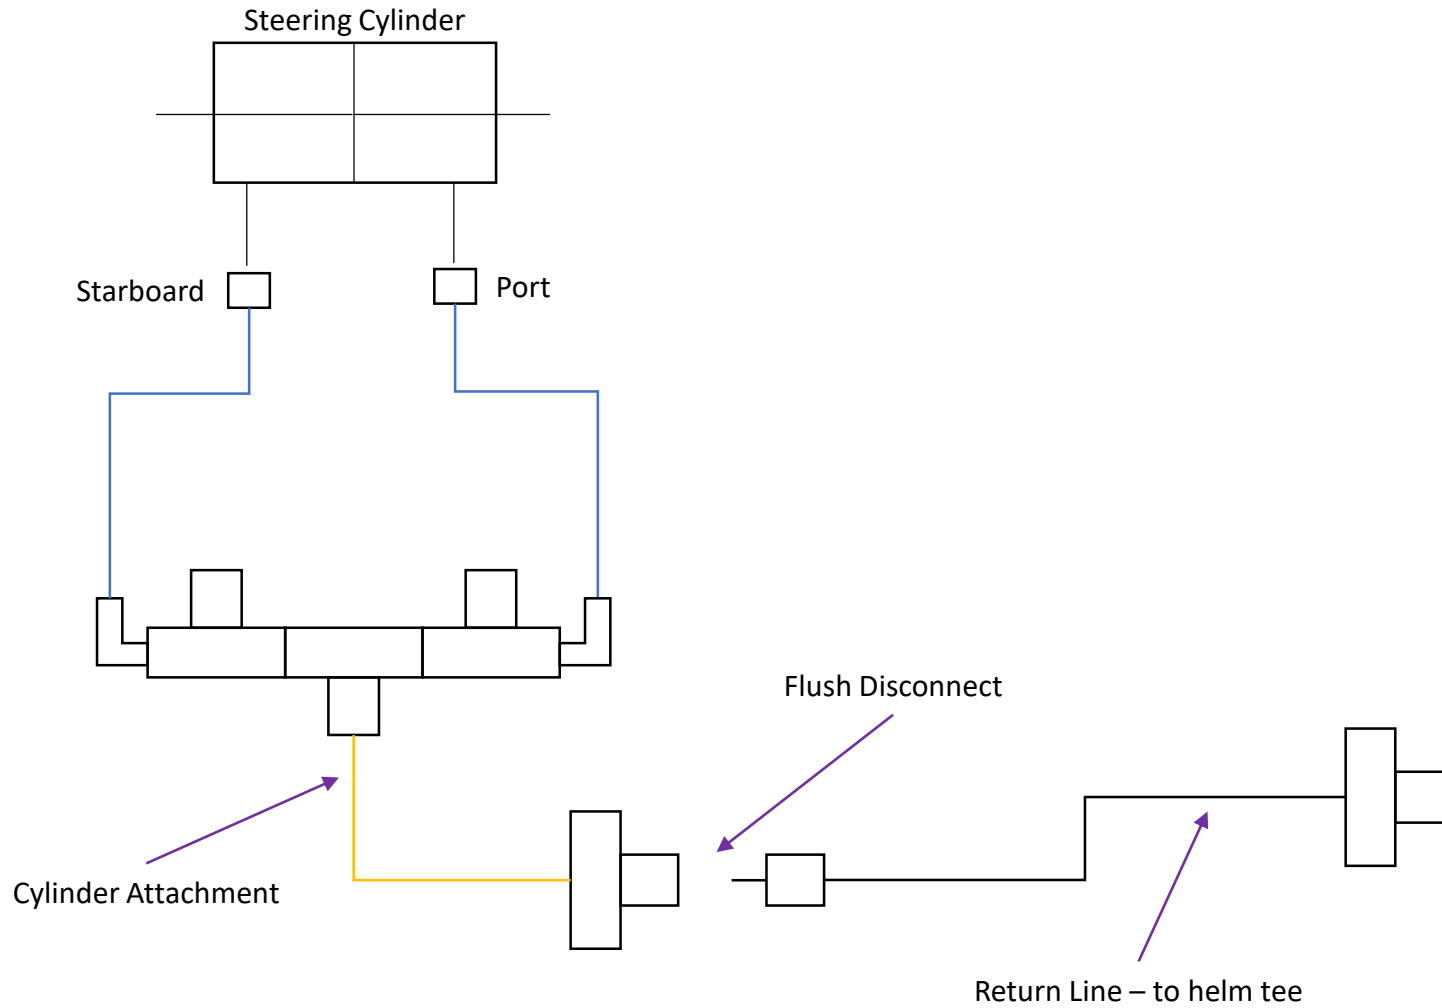 Steering Cylinder
Starboard
Port
Flush Disconnect
Cylinder Attachment
Return Line – to helm tee